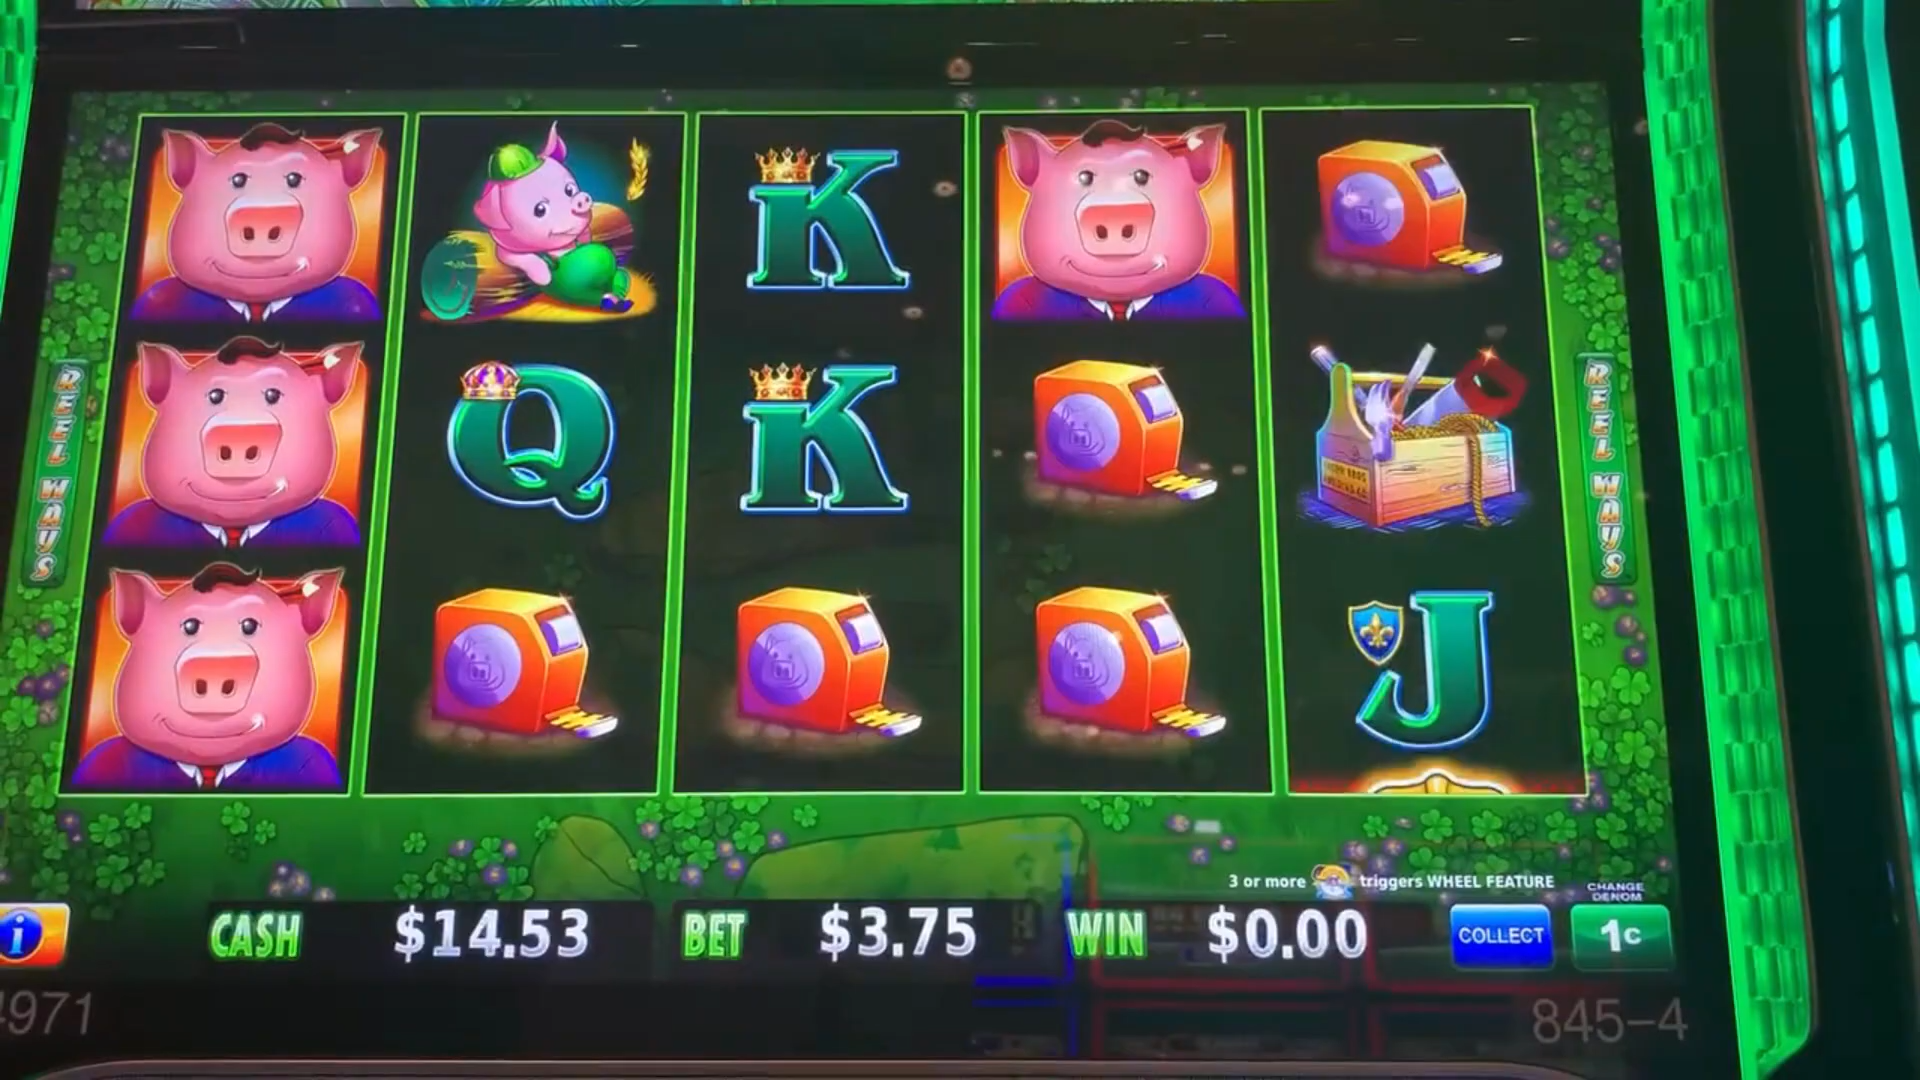 K
Q
K
J
REEL WAYS
REEL WAYS
3 or more triggers WHEEL FEATURE
CHANGE DENOM
CASH $14.53 BET $3.75 WIN $0.00 COLLECT 1¢
4971
845-4